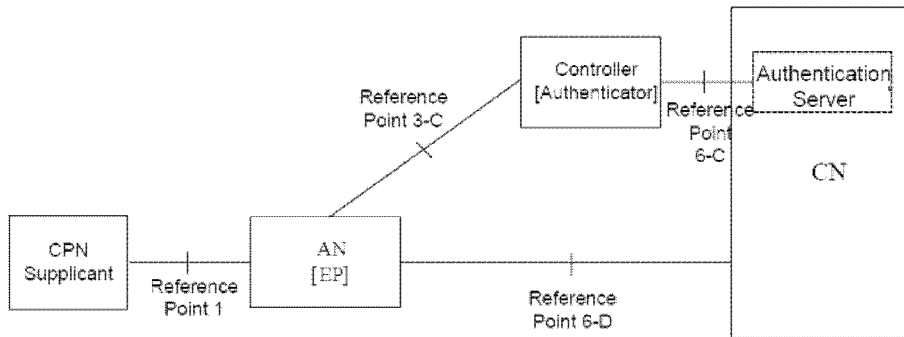 Controller
[Authenticator]
Authentication
Server
Reference
Point 3-C
Reference
Point
6-C
CN
CPN
Supplicant
AN
[EP]
Reference
Point 1
Reference
Point 6-D